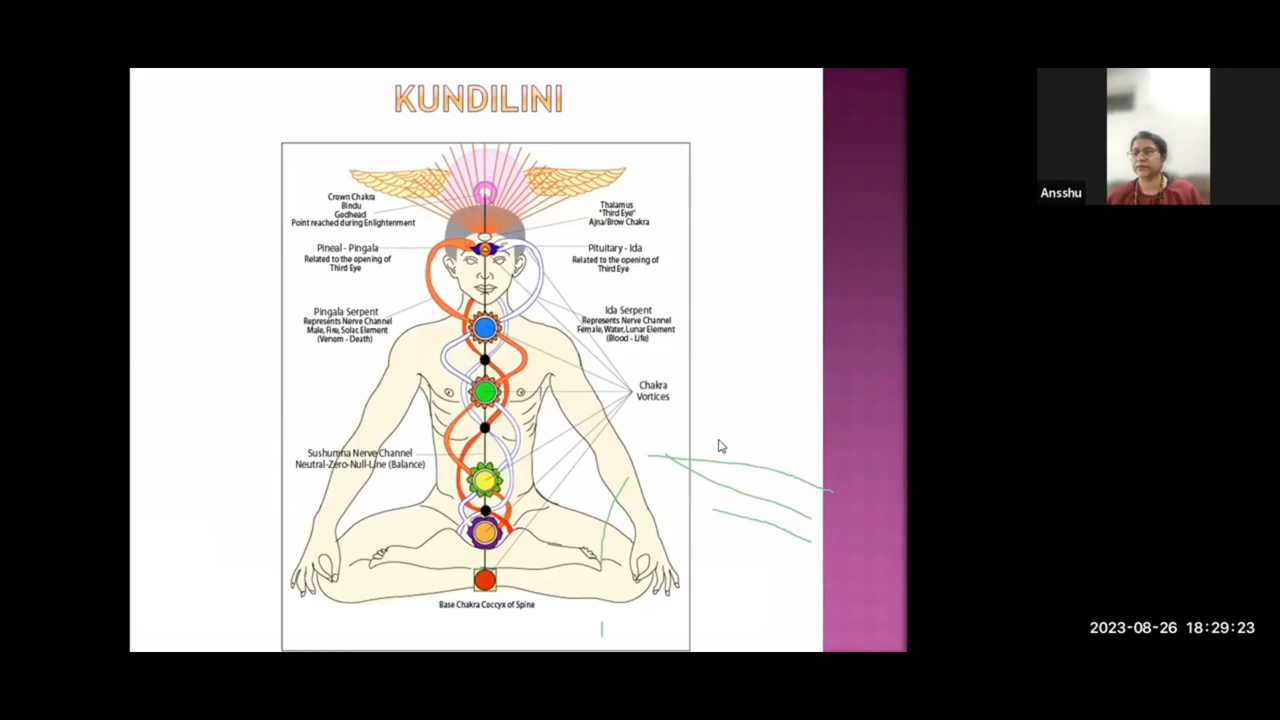 KUNDILINI
Crown Chakra
Bindu
Godhead
Point reached during Enlightenment
Thalamus
"Third Eye"
Ajna/Brow Chakra
Pineal - Pingala
Related to the opening of
Third Eye
Pituitary - Ida
Related to the opening of
Third Eye
Pingala Serpent
Represents Nerve Channel
Male, Fire, Solar, Element
(Venom - Death)
Ida Serpent
Represents Nerve Channel
Female, Water, Lunar Element
(Blood - Life)
Chakra
Vortices
Sushumna Nerve Channel
Neutral-Zero-Null-Line (Balance)
Base Chakra Coccyx of Spine
Ansshu
2023-08-26 18:29:23